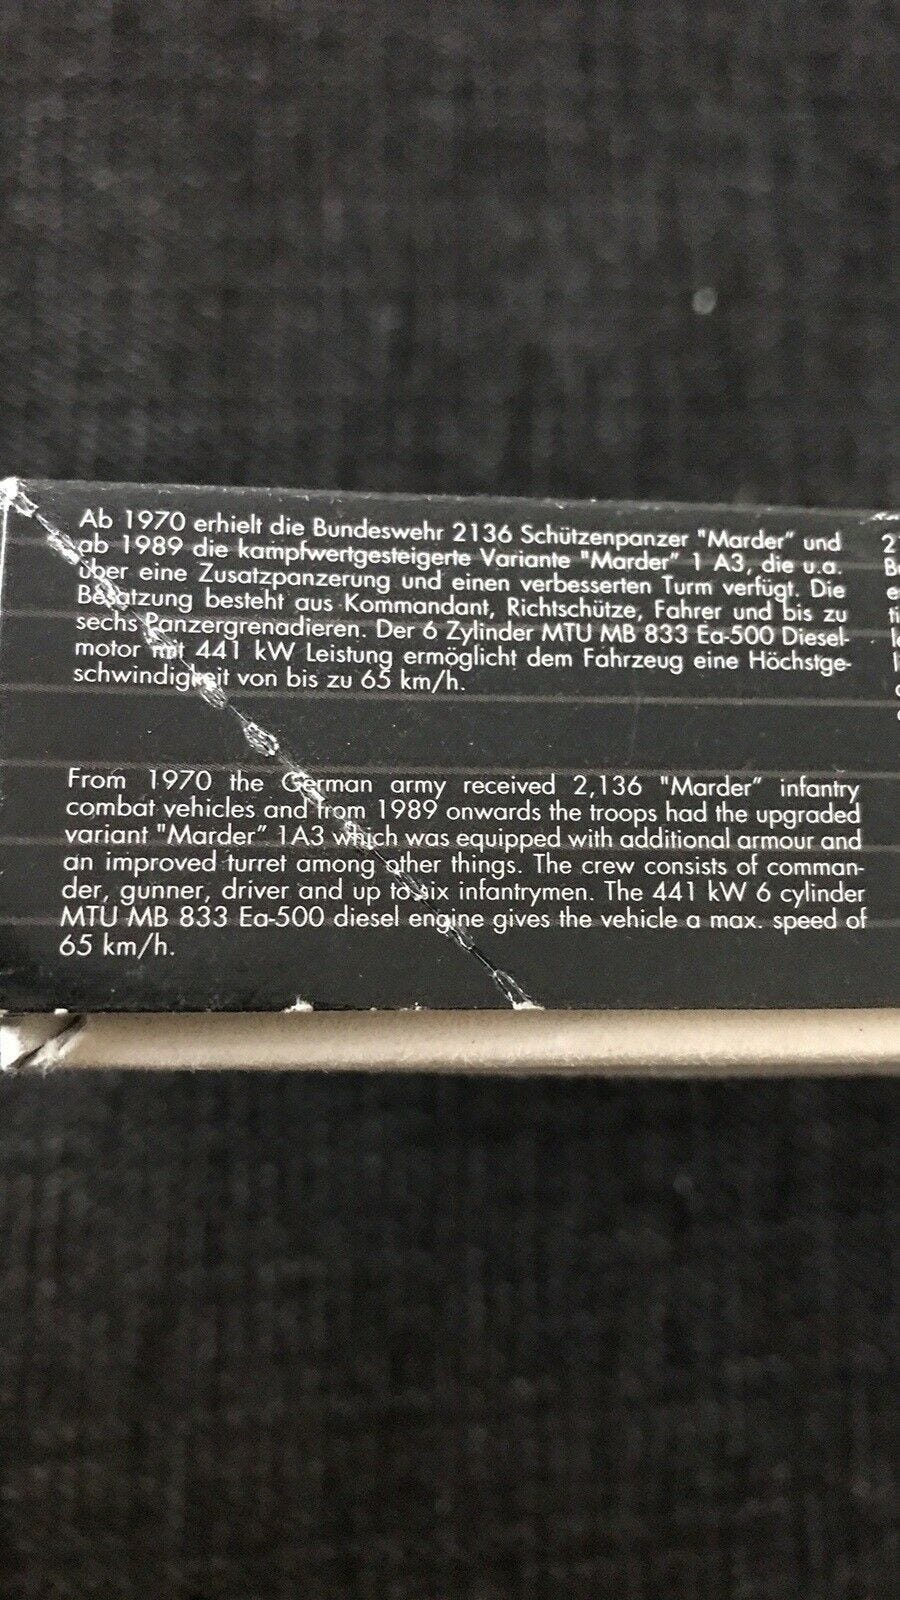 Ab 1970 erhielt die Bundeswehr 2136 Schützenpanzer "Marder" und
ab 1989 die kampfwertgesteigerte Variante "Marder" 1 A3, die u.a.
über eine Zusatzpanzerung und einen verbesserten Turm verfügt. Die
Besatzung besteht aus Kommandant, Richtschütze, Fahrer und bis zu
sechs Panzergrenadieren. Der 6 Zylinder MTU MB 833 Ea-500 Diesel-
motor mit 441 kW Leistung ermöglicht dem Fahrzeug eine Höchstge-
schwindigkeit von bis zu 65 km/h.
From 1970 the German army received 2,136 "Marder" infantry
combat vehicles and from 1989 onwards the troops had the upgraded
variant "Marder" 1A3 which was equipped with additional armour and
an improved turret among other things. The crew consists of comman-
der, gunner, driver and up to six infantrymen. The 441 kW 6 cylinder
MTU MB 833 Ea-500 diesel engine gives the vehicle a max. speed of
65 km/h.